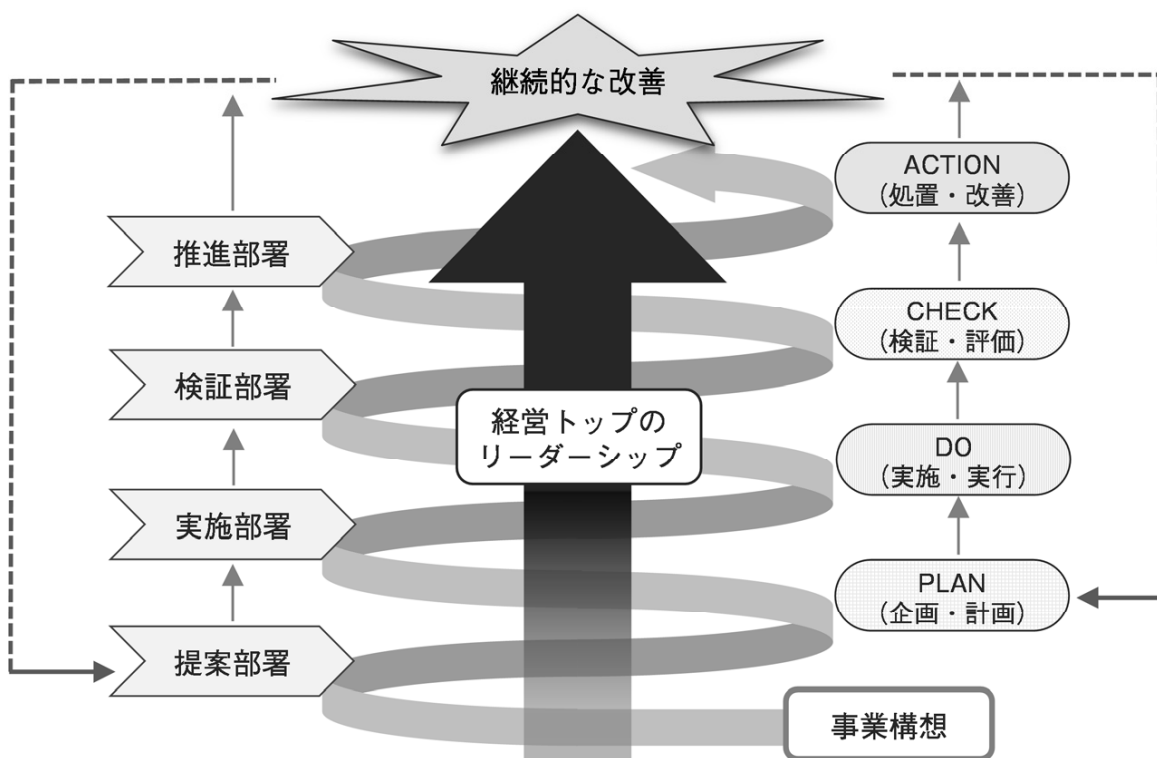 継続的な改善
ACTION
(処置・改善)
推進部署
CHECK
(検証・評価)
検証部署
経営トップの
リーダーシップ
DO
(実施・実行)
実施部署
PLAN
(企画・計画)
提案部署
事業構想